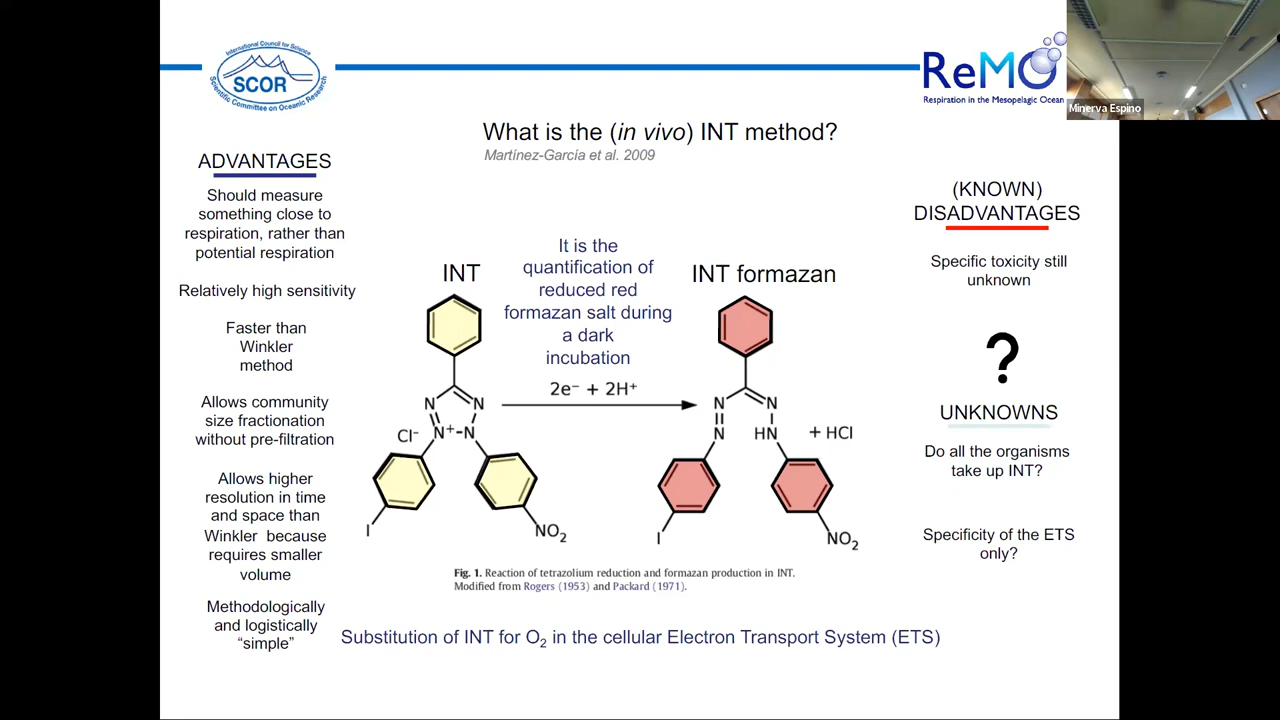 International Council for Science
SCOR
Scientific Committee on Oceanic Research
ReMO
Respiration in the Mesopelagic Ocean
Minerva Espino
What is the (in vivo) INT method?
Martínez-García et al. 2009
ADVANTAGES
Should measure
something close to
respiration, rather than
potential respiration
Relatively high sensitivity
Faster than
Winkler
method
Allows community
size fractionation
without pre-filtration
Allows higher
resolution in time
and space than
Winkler because
requires smaller
volume
Methodologically
and logistically
“simple”
It is the
quantification of
reduced red
formazan salt during
a dark
incubation
INT
INT formazan
2e⁻ + 2H⁺
N
N
Cl⁻
N⁺
N
I
NO₂
N
N
N
HN
+ HCl
I
NO₂
Fig. 1. Reaction of tetrazolium reduction and formazan production in INT.
Modified from Rogers (1953) and Packard (1971).
Substitution of INT for O₂ in the cellular Electron Transport System (ETS)
(KNOWN)
DISADVANTAGES
Specific toxicity still
unknown
?
UNKNOWNS
Do all the organisms
take up INT?
Specificity of the ETS
only?